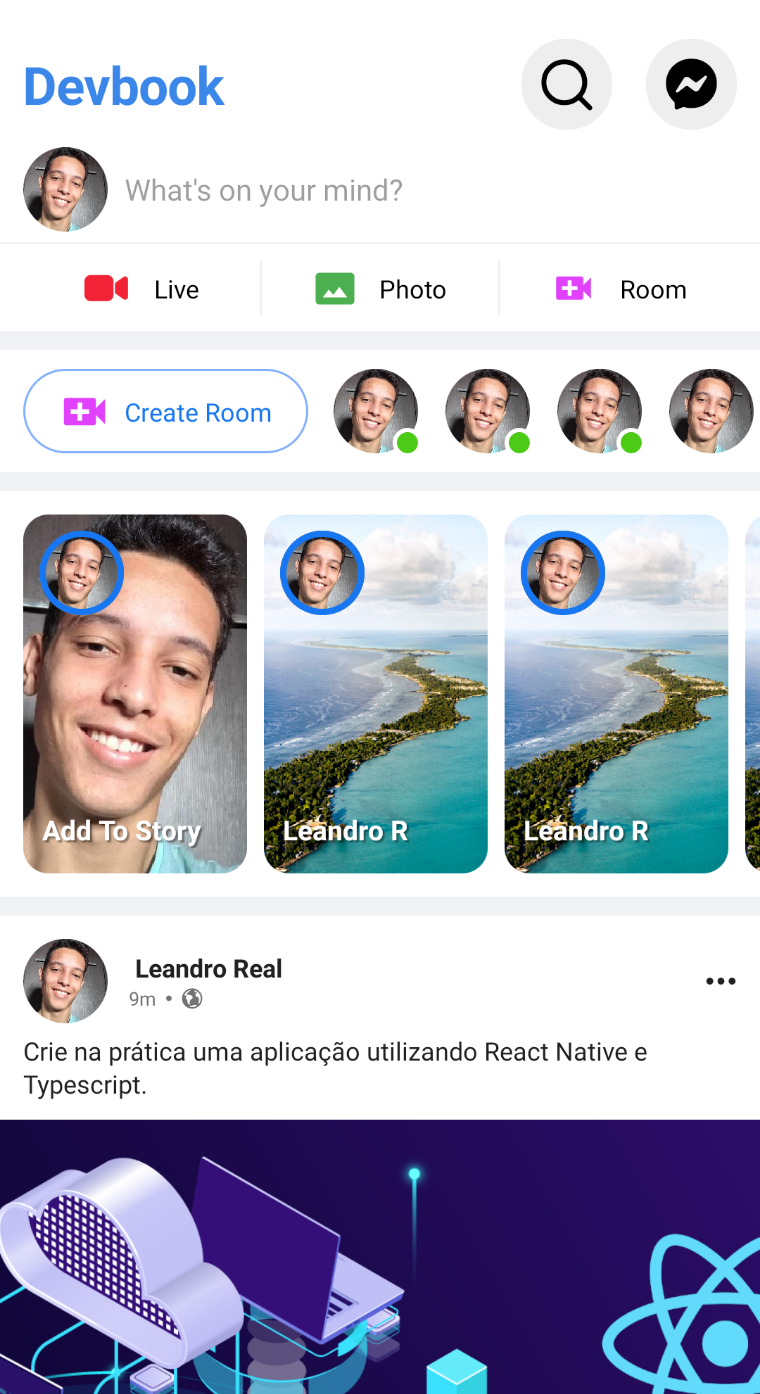 Devbook
What's on your mind?
Live
Photo
Room
Create Room
Add To Story
Leandro R
Leandro R
Leandro Real
9m •
Crie na prática uma aplicação utilizando React Native e
Typescript.